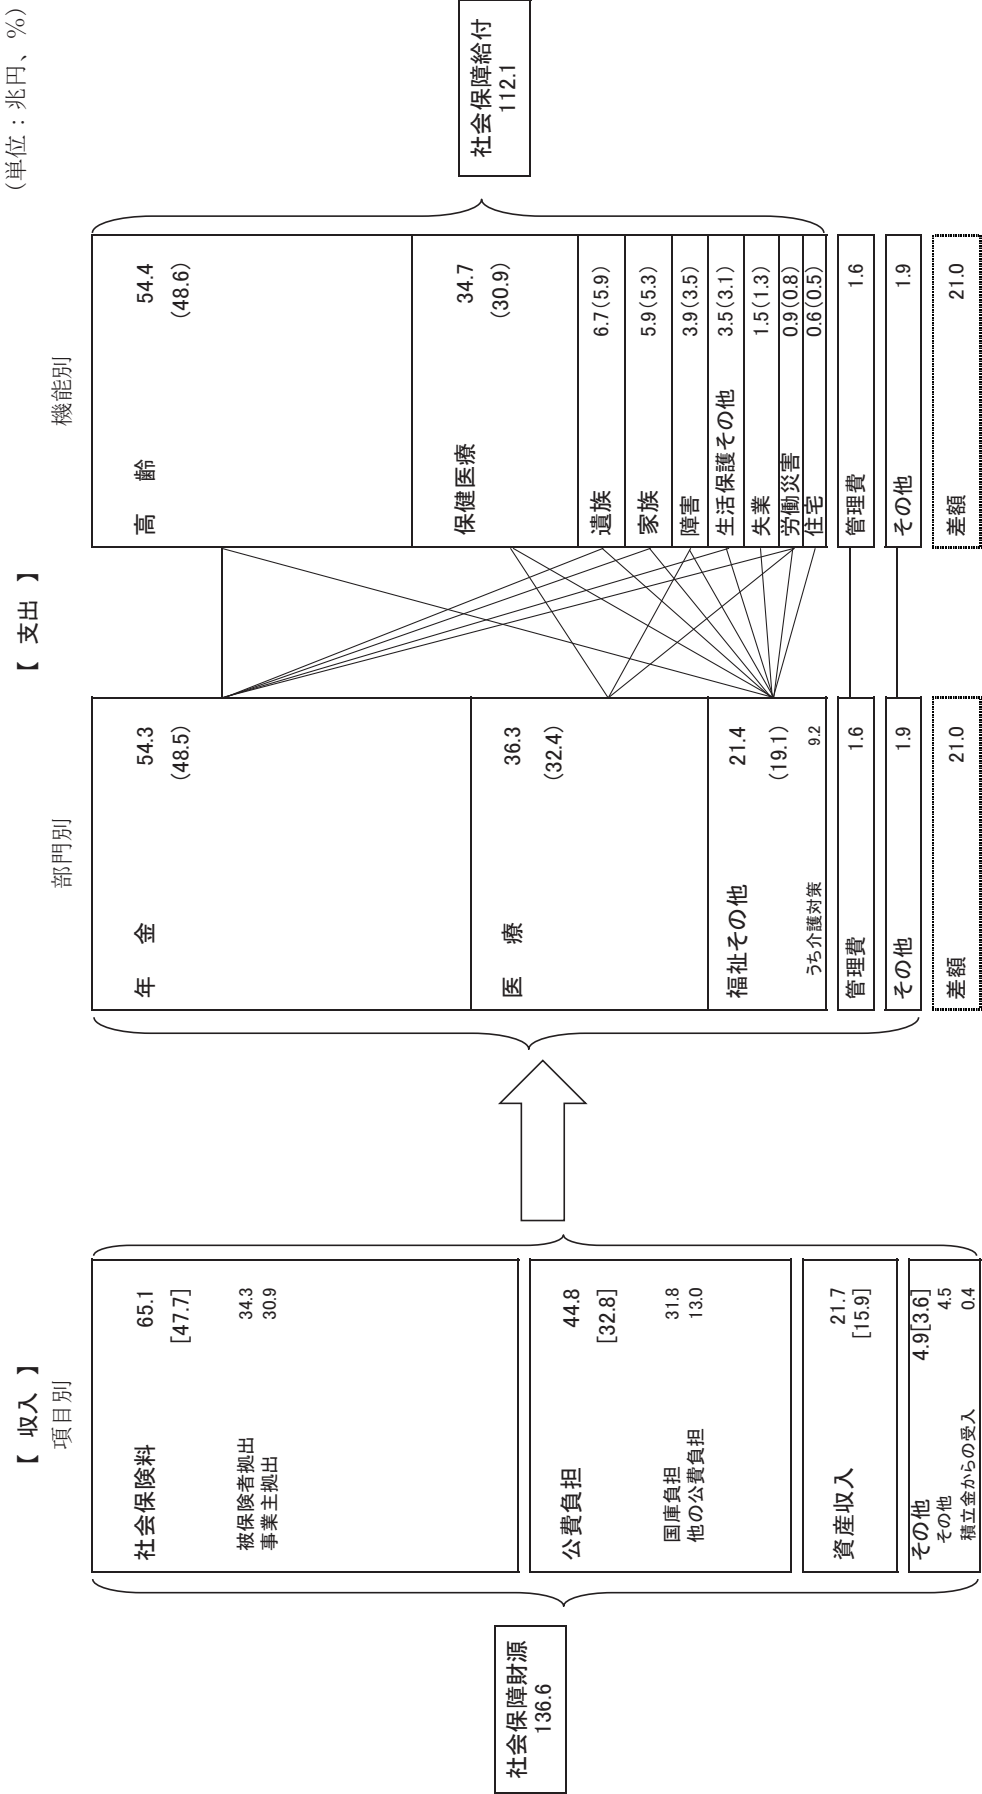 (単位：兆円、%)
【 収入 】
項目別
社会保障財源
136.6
社会保険料 65.1
[47.7]
被保険者拠出 34.3
事業主拠出 30.9
公費負担 44.8
[32.8]
国庫負担 31.8
他の公費負担 13.0
資産収入 21.7
[15.9]
その他 4.9[3.6]
その他 4.5
積立金からの受入 0.4
【 支出 】
部門別
年 金 54.3
(48.5)
医 療 36.3
(32.4)
福祉その他 21.4
(19.1)
うち介護対策 9.2
管理費 1.6
その他 1.9
差額 21.0
機能別
高 齢 54.4
(48.6)
保健医療 34.7
(30.9)
遺族 6.7(5.9)
家族 5.9(5.3)
障害 3.9(3.5)
生活保護その他 3.5(3.1)
失業 1.5(1.3)
労働災害 0.9(0.8)
住宅 0.6(0.5)
管理費 1.6
その他 1.9
差額 21.0
社会保障給付
112.1